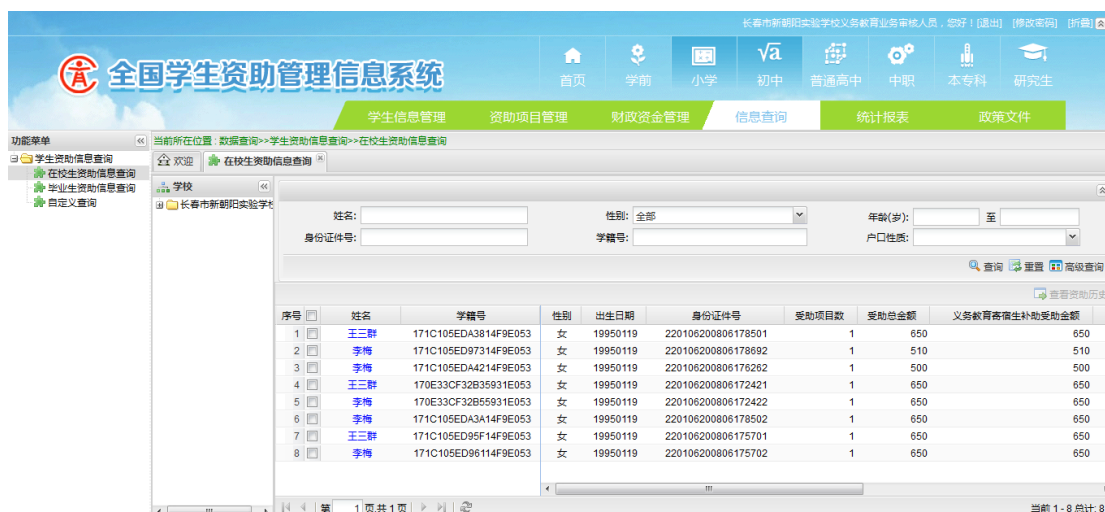 长春市新朝阳实验学校义务教育业务审核人员，您好！[退出] [修改密码] [折叠]
全国学生资助管理信息系统
首页 学前 小学 初中 普通高中 中职 本专科 研究生
学生信息管理 资助项目管理 财政资金管理 信息查询 统计报表 政策文件
功能菜单 当前所在位置：数据查询>>学生资助信息查询>>在校生资助信息查询
学生资助信息查询
在校生资助信息查询
毕业生资助信息查询
自定义查询
欢迎 在校生资助信息查询
学校
长春市新朝阳实验学校
姓名: 性别: 全部 年龄(岁): 至
身份证件号: 学籍号: 户口性质:
查询 重置 高级查询
查看资助历史
序号 姓名 学籍号 性别 出生日期 身份证件号 受助项目数 受助总金额 义务教育寄宿生补助受助金额
1 王三群 171C105EDA3814F9E053 女 19950119 220106200806178501 1 650 650
2 李梅 171C105ED97314F9E053 女 19950119 220106200806178692 1 510 510
3 李梅 171C105EDA4214F9E053 女 19950119 220106200806176262 1 500 500
4 王三群 170E33CF32B35931E053 女 19950119 220106200806172421 1 650 650
5 李梅 170E33CF32B55931E053 女 19950119 220106200806172422 1 650 650
6 李梅 171C105EDA3A14F9E053 女 19950119 220106200806178502 1 650 650
7 王三群 171C105ED95F14F9E053 女 19950119 220106200806175701 1 650 650
8 李梅 171C105ED96114F9E053 女 19950119 220106200806175702 1 650 650
第 1 页,共 1 页 当前 1 - 8 总计: 8